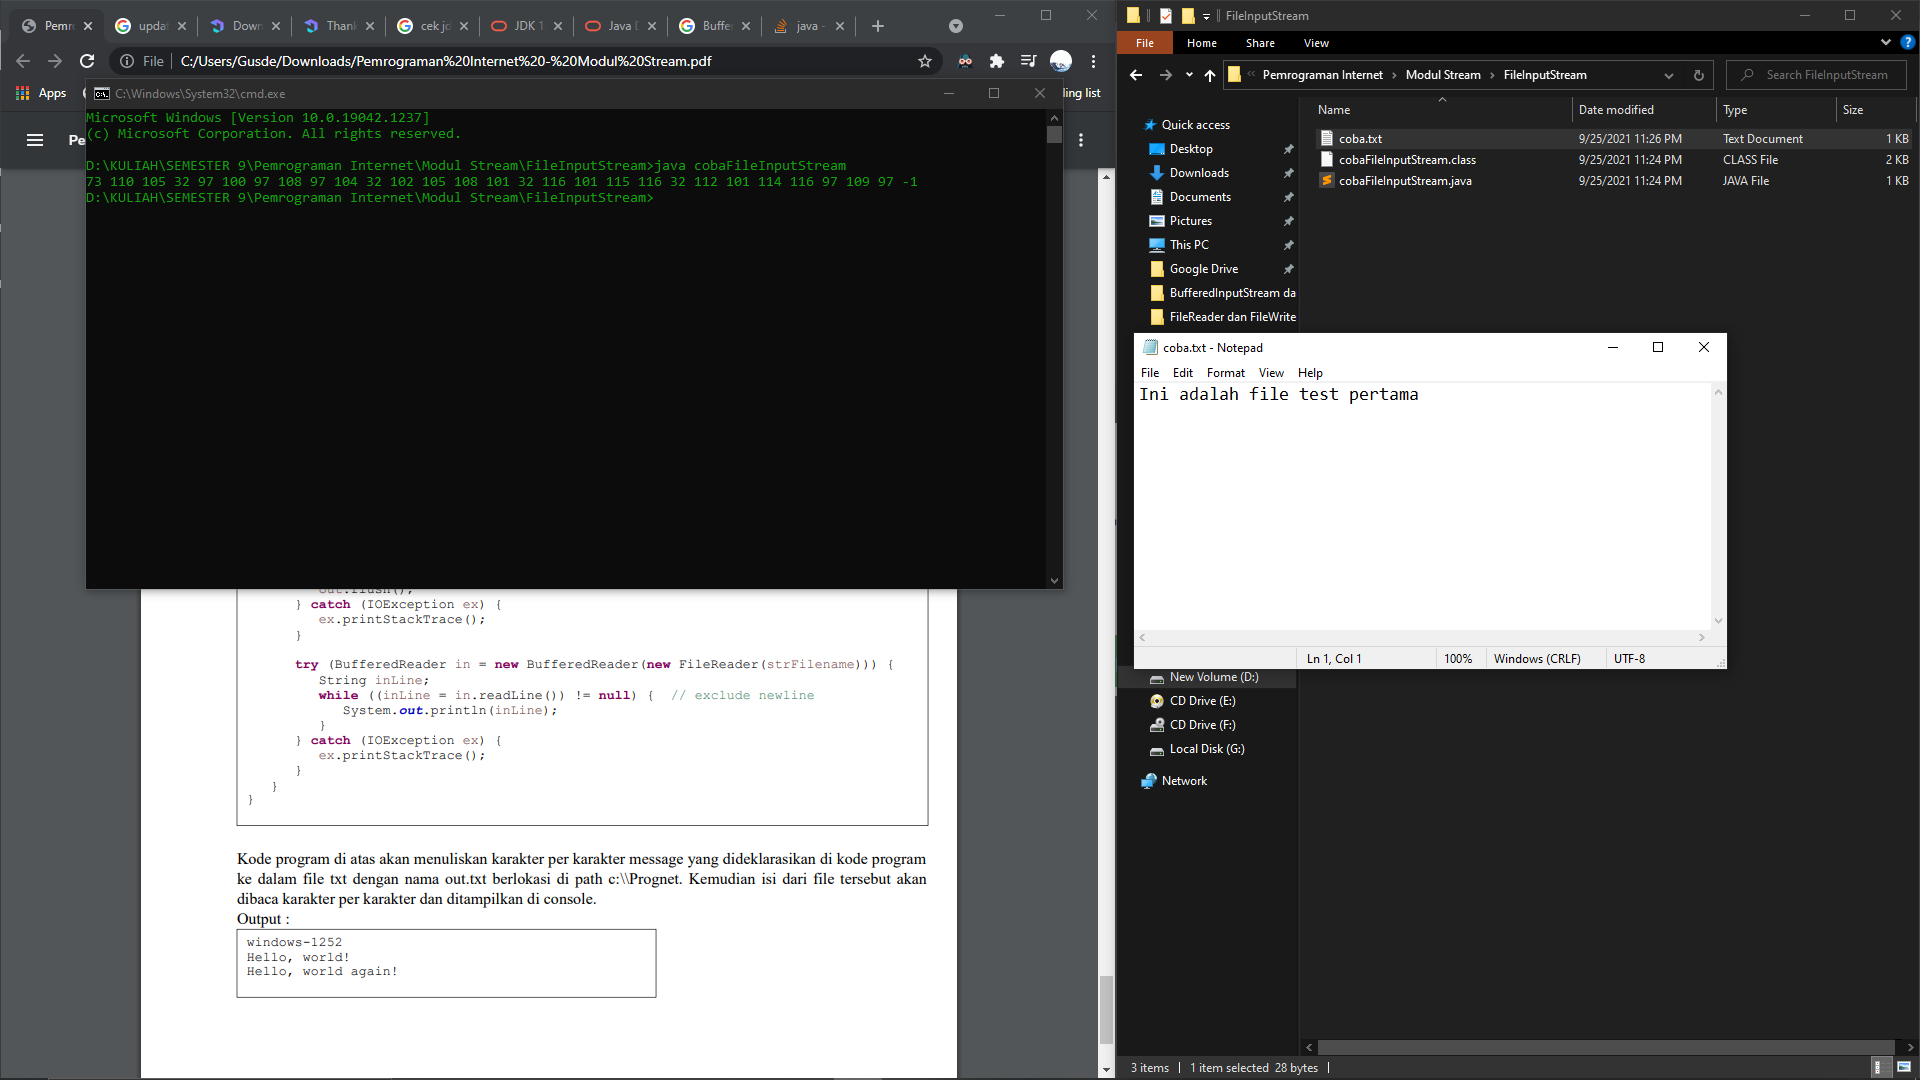 Pemr
updat
Down
Thank
cek jd
JDK 1
Java D
Buffe
java -
File
C:/Users/Gusde/Downloads/Pemrograman%20Internet%20-%20Modul%20Stream.pdf
Apps
ling list
Pe
C:\Windows\System32\cmd.exe
Microsoft Windows [Version 10.0.19042.1237]
(c) Microsoft Corporation. All rights reserved.
D:\KULIAH\SEMESTER 9\Pemrograman Internet\Modul Stream\FileInputStream>java cobaFileInputStream
73 110 105 32 97 100 97 108 97 104 32 102 105 108 101 32 116 101 115 116 32 112 101 114 116 97 109 97 -1
D:\KULIAH\SEMESTER 9\Pemrograman Internet\Modul Stream\FileInputStream>
out.flush();
} catch (IOException ex) {
ex.printStackTrace();
}
try (BufferedReader in = new BufferedReader(new FileReader(strFilename))) {
String inLine;
while ((inLine = in.readLine()) != null) { // exclude newline
System.out.println(inLine);
}
} catch (IOException ex) {
ex.printStackTrace();
}
}
}
Kode program di atas akan menuliskan karakter per karakter message yang dideklarasikan di kode program
ke dalam file txt dengan nama out.txt berlokasi di path c:\\Prognet. Kemudian isi dari file tersebut akan
dibaca karakter per karakter dan ditampilkan di console.
Output :
windows-1252
Hello, world!
Hello, world again!
FileInputStream
File Home Share View
Pemrograman Internet > Modul Stream > FileInputStream
Search FileInputStream
Name Date modified Type Size
coba.txt 9/25/2021 11:26 PM Text Document 1 KB
cobaFileInputStream.class 9/25/2021 11:24 PM CLASS File 2 KB
cobaFileInputStream.java 9/25/2021 11:24 PM JAVA File 1 KB
Quick access
Desktop
Downloads
Documents
Pictures
This PC
Google Drive
BufferedInputStream da
FileReader dan FileWrite
coba.txt - Notepad
File Edit Format View Help
Ini adalah file test pertama
Ln 1, Col 1 100% Windows (CRLF) UTF-8
New Volume (D:)
CD Drive (E:)
CD Drive (F:)
Local Disk (G:)
Network
3 items 1 item selected 28 bytes